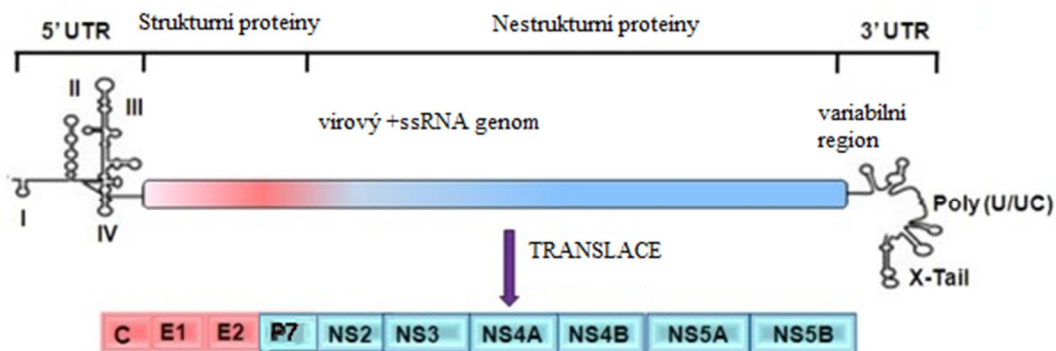 5' UTR Strukturni proteiny Nestrukturni proteiny 3' UTR
II
III
virový +ssRNA genom
variabilní
region
I
IV
Poly (U/UC)
TRANSLACE
X-Tail
C E1 E2 P7 NS2 NS3 NS4A NS4B NS5A NS5B